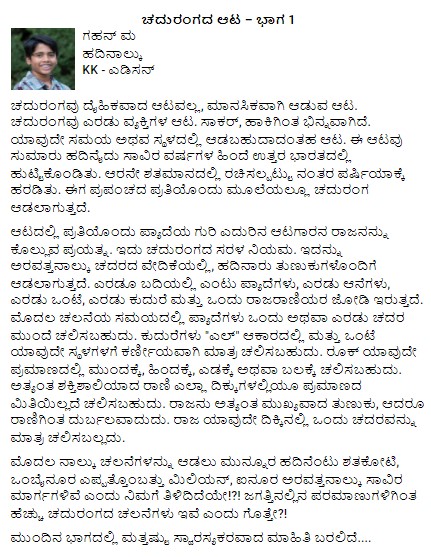 ಚದುರಂಗದ ಆಟ – ಭಾಗ 1
ಗಹನ್ ಮ
ಹದಿನಾಲ್ಕು
KK - ಎಡಿಸನ್
ಚದುರಂಗವು ದೈಹಿಕವಾದ ಆಟವಲ್ಲ, ಮಾನಸಿಕವಾಗಿ ಆಡುವ ಆಟ.
ಚದುರಂಗವು ಎರಡು ವ್ಯಕ್ತಿಗಳ ಆಟ. ಸಾಕರ್, ಹಾಕಿಗಿಂತ ಭಿನ್ನವಾಗಿದೆ.
ಯಾವುದೇ ಸಮಯ ಅಥವ ಸ್ಥಳದಲ್ಲಿ ಆಡಬಹುದಾದಂತಹ ಆಟ. ಈ ಆಟವು
ಸುಮಾರು ಹದಿನೈದು ಸಾವಿರ ವರ್ಷಗಳ ಹಿಂದೆ ಉತ್ತರ ಭಾರತದಲ್ಲಿ
ಹುಟ್ಟಿಕೊಂಡಿತು. ಆರನೇ ಶತಮಾನದಲ್ಲಿ ರಚಿಸಲ್ಪಟ್ಟು ನಂತರ ಪರ್ಷಿಯಾಕ್ಕೆ
ಹರಡಿತು. ಈಗ ಪ್ರಪಂಚದ ಪ್ರತಿಯೊಂದು ಮೂಲೆಯಲ್ಲೂ ಚದುರಂಗ
ಆಡಲಾಗುತ್ತದೆ.
ಆಟದಲ್ಲಿ ಪ್ರತಿಯೊಂದು ಪ್ಯಾದೆಯ ಗುರಿ ಎದುರಿನ ಆಟಗಾರನ ರಾಜನನ್ನು
ಕೊಲ್ಲುವ ಪ್ರಯತ್ನ. ಇದು ಚದುರಂಗದ ಸರಳ ನಿಯಮ. ಇದನ್ನು
ಅರವತ್ತನಾಲ್ಕು ಚದರದ ವೇದಿಕೆಯಲ್ಲಿ, ಹದಿನಾರು ತುಣುಕುಗಳೊಂದಿಗೆ
ಆಡಲಾಗುತ್ತದೆ. ಎರಡೂ ಬದಿಯಲ್ಲಿ ಎಂಟು ಪ್ಯಾದೆಗಳು, ಎರಡು ಆನೆಗಳು,
ಎರಡು ಒಂಟೆ, ಎರಡು ಕುದುರೆ ಮತ್ತು ಒಂದು ರಾಜರಾಣಿಯರ ಜೋಡಿ ಇರುತ್ತದೆ.
ಮೊದಲ ಚಲನೆಯ ಸಮಯದಲ್ಲಿ ಪ್ಯಾದೆಗಳು ಒಂದು ಅಥವಾ ಎರಡು ಚದರ
ಮುಂದೆ ಚಲಿಸಬಹುದು. ಕುದುರೆಗಳು "ಎಲ್" ಆಕಾರದಲ್ಲಿ ಮತ್ತು ಒಂಟೆ
ಯಾವುದೇ ಸ್ಥಳಗಳಗೆ ಕರ್ಣೀಯವಾಗಿ ಮಾತ್ರ ಚಲಿಸಬಹುದು. ರೂಕ್ ಯಾವುದೇ
ಪ್ರಮಾಣದಲ್ಲಿ ಮುಂದಕ್ಕೆ, ಹಿಂದಕ್ಕೆ, ಎಡಕ್ಕೆ ಅಥವಾ ಬಲಕ್ಕೆ ಚಲಿಸಬಹುದು.
ಅತ್ಯಂತ ಶಕ್ತಿಶಾಲಿಯಾದ ರಾಣಿ ಎಲ್ಲಾ ದಿಕ್ಕುಗಳಲ್ಲಿಯೂ ಪ್ರಮಾಣದ
ಮಿತಿಯಿಲ್ಲದೆ ಚಲಿಸಬಹುದು. ರಾಜನು ಅತ್ಯಂತ ಮುಖ್ಯವಾದ ತುಣುಕು, ಆದರೂ
ರಾಣಿಗಿಂತ ದುರ್ಬಲವಾದುದು. ರಾಜ ಯಾವುದೇ ದಿಕ್ಕಿನಲ್ಲಿ ಒಂದು ಚದರವನ್ನು
ಮಾತ್ರ ಚಲಿಸಬಲ್ಲದು.
ಮೊದಲ ನಾಲ್ಕು ಚಲನೆಗಳನ್ನು ಆಡಲು ಮುನ್ನೂರ ಹದಿನೆಂಟು ಶತಕೋಟಿ,
ಒಂಬೈನೂರ ಎಪ್ಪತ್ತೊಂಬತ್ತು ಮಿಲಿಯನ್, ಐನೂರ ಅರವತ್ತನಾಲ್ಕು ಸಾವಿರ
ಮಾರ್ಗಗಳಿವೆ ಎಂದು ನಿಮಗೆ ತಿಳಿದಿದೆಯೇ!?! ಜಗತ್ತಿನಲ್ಲಿನ ಪರಮಾಣುಗಳಿಗಿಂತ
ಹೆಚ್ಚು ಚದುರಂಗದ ಚಲನೆಗಳು ಇವೆ ಎಂದು ಗೊತ್ತೇ?!
ಮುಂದಿನ ಭಾಗದಲ್ಲಿ ಮತ್ತಷ್ಟು ಸ್ವಾರಸ್ಯಕರವಾದ ಮಾಹಿತಿ ಬರಲಿದೆ....